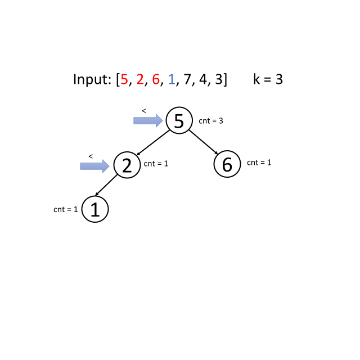 Input: [5, 2, 6, 1, 7, 4, 3] k = 3
<
5 cnt = 3
<
2 cnt = 1
6 cnt = 1
cnt = 1 1